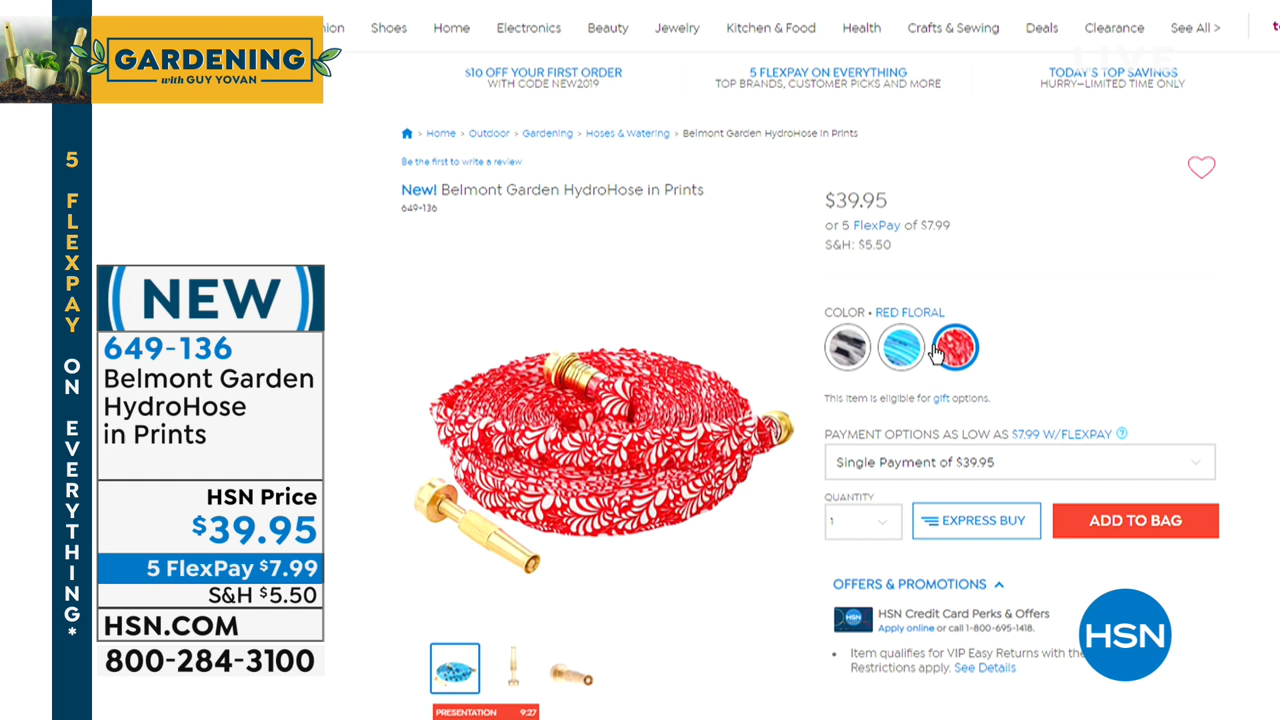 GARDENING
with GUY YOVAN
5 FLEXPAY ON EVERYTHING*
NEW
649-136
Belmont Garden
HydroHose
in Prints
HSN Price
$39.95
5 FlexPay $7.99
S&H $5.50
HSN.COM
800-284-3100
Shoes
Home
Electronics
Beauty
Jewelry
Kitchen & Food
Health
Crafts & Sewing
Deals
Clearance
See All >
LIVE
$10 OFF YOUR FIRST ORDER
WITH CODE NEW2019
5 FLEXPAY ON EVERYTHING
TOP BRANDS, CUSTOMER PICKS AND MORE
TODAY'S TOP SAVINGS
HURRY—LIMITED TIME ONLY
> Home > Outdoor > Gardening > Hoses & Watering > Belmont Garden HydroHose in Prints
Be the first to write a review
New! Belmont Garden HydroHose in Prints
649-136
$39.95
or 5 FlexPay of $7.99
S&H: $5.50
COLOR • RED FLORAL
This item is eligible for gift options.
PAYMENT OPTIONS AS LOW AS $7.99 W/FLEXPAY ?
Single Payment of $39.95
QUANTITY
1
EXPRESS BUY
ADD TO BAG
OFFERS & PROMOTIONS
HSN Credit Card Perks & Offers
Apply online or call 1-800-695-1418.
• Item qualifies for VIP Easy Returns with the
Restrictions apply. See Details
HSN
PRESENTATION 9:27